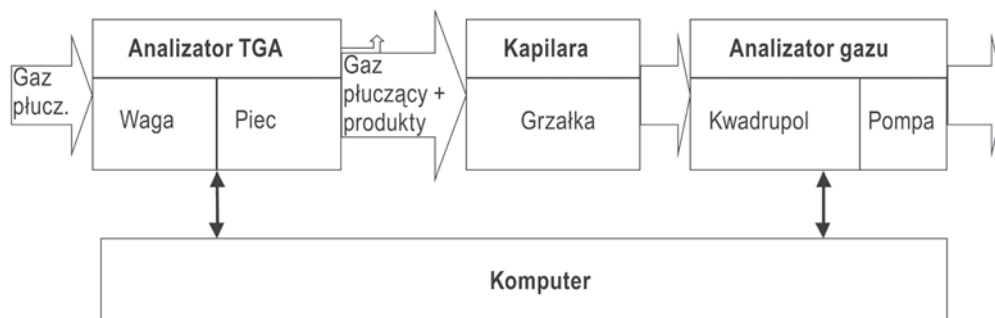 Gaz
płucz.
Analizator TGA
Waga
Piec
Gaz
płuczący +
produkty
Kapilara
Grzałka
Analizator gazu
Kwadrupol
Pompa
Komputer